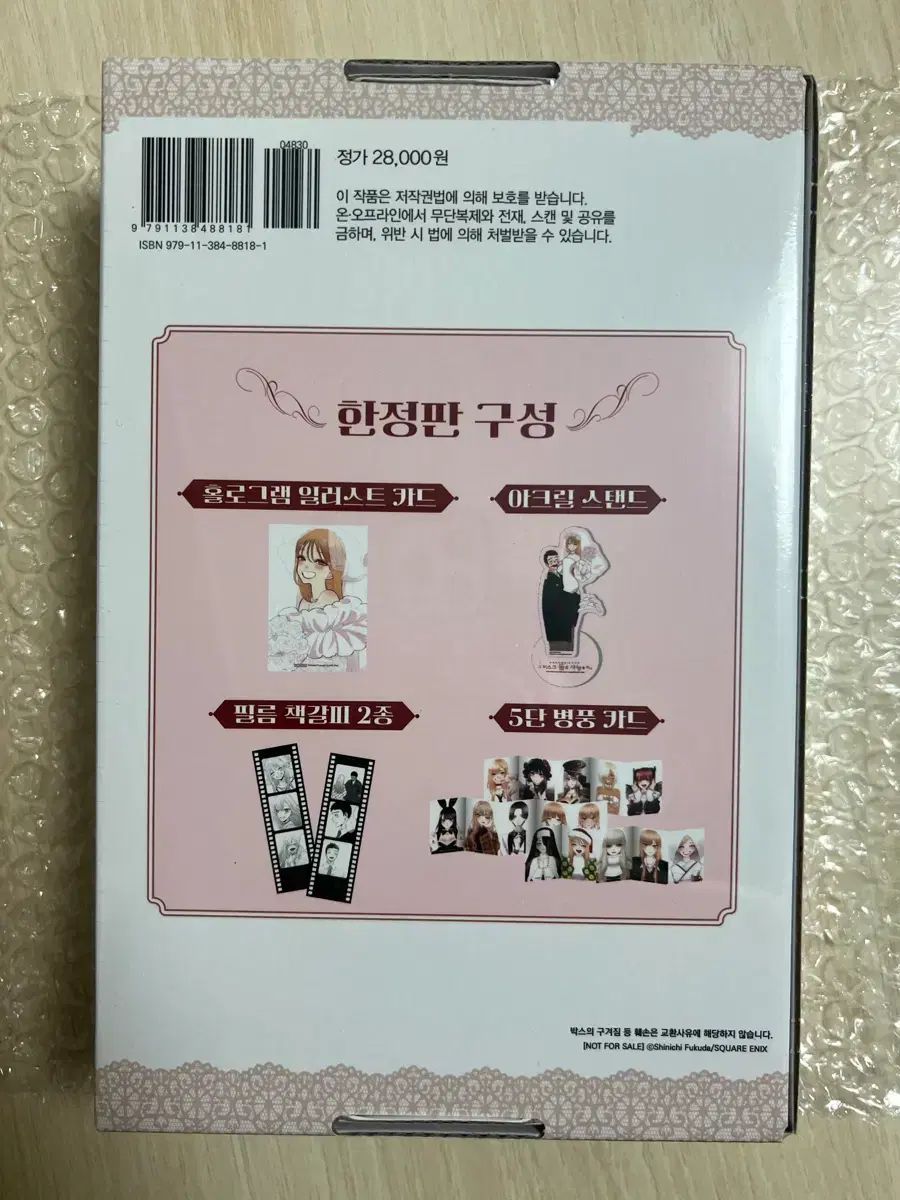 04830
정가 28,000원
9 791138 488181
ISBN 979-11-384-8818-1
이 작품은 저작권법에 의해 보호를 받습니다.
온·오프라인에서 무단복제와 전재, 스캔 및 공유를
금하며, 위반 시 법에 의해 처벌받을 수 있습니다.
한정판 구성
홀로그램 일러스트 카드
아크릴 스탠드
필름 책갈피 2종
5단 병풍 카드
박스의 구겨짐 등 훼손은 교환사유에 해당하지 않습니다.
[NOT FOR SALE] ©Shinichi Fukuda/SQUARE ENIX